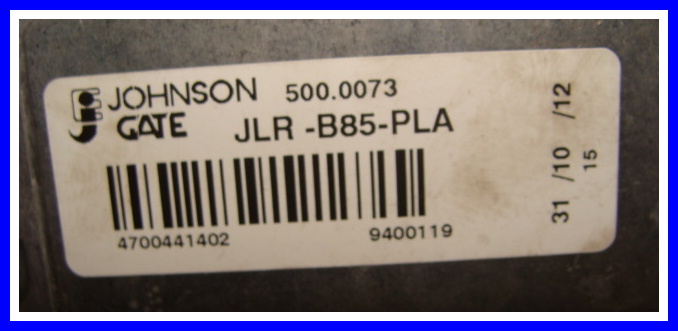 JOHNSON 500.0073
GATE JLR -B85-PLA
4700441402 9400119
31 /10 /12
15